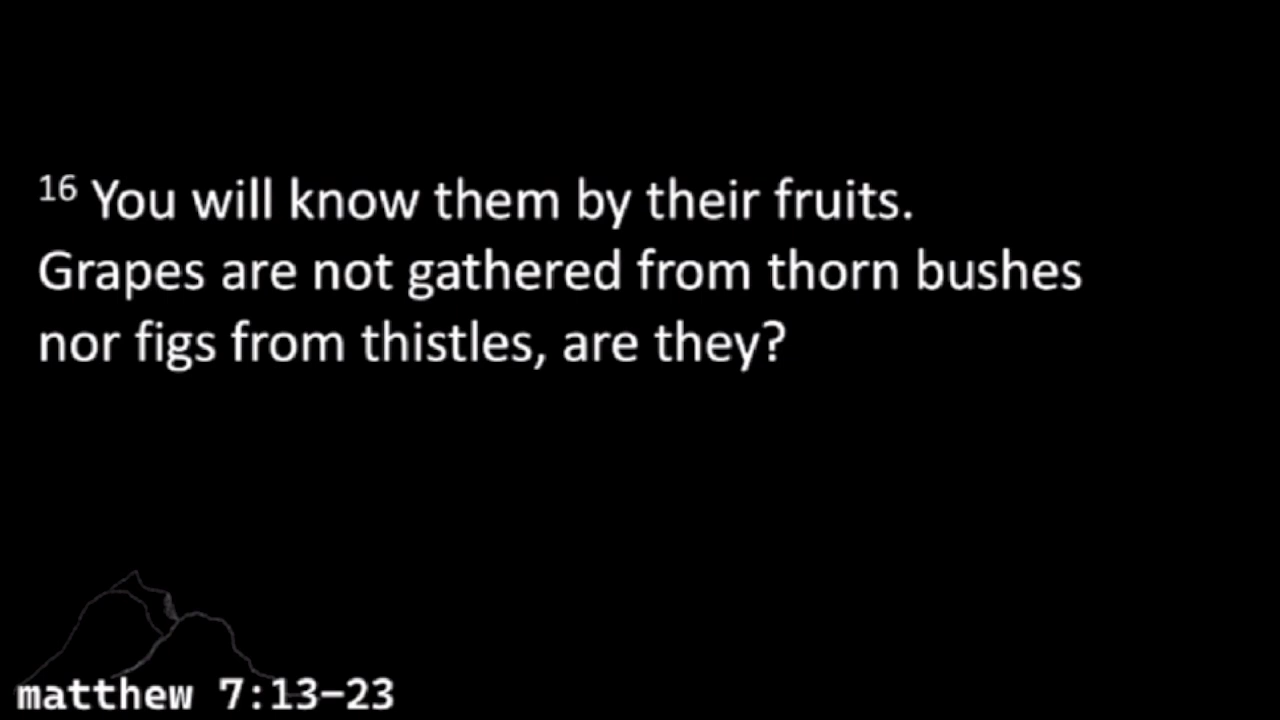 16 You will know them by their fruits.
Grapes are not gathered from thorn bushes
nor figs from thistles, are they?
matthew 7:13–23